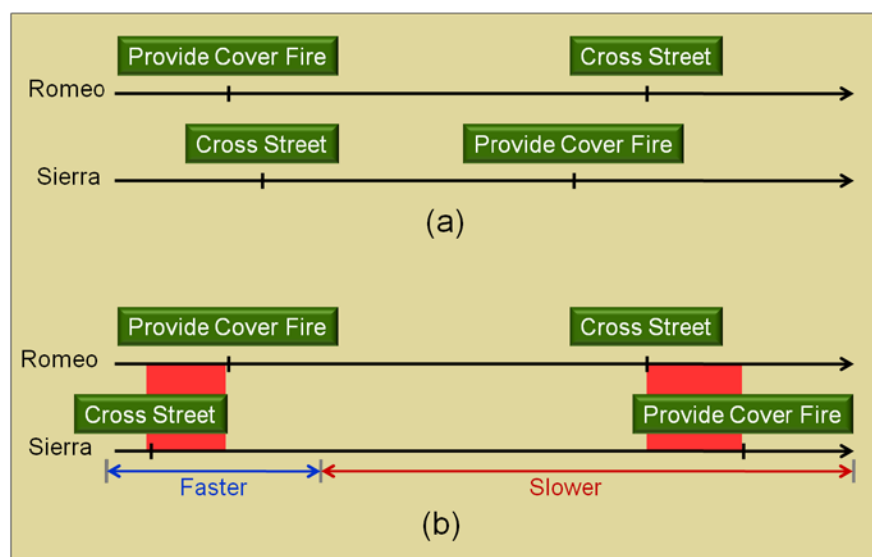 Provide Cover Fire
Cross Street
Romeo
Cross Street
Provide Cover Fire
Sierra
(a)
Provide Cover Fire
Cross Street
Romeo
Cross Street
Provide Cover Fire
Sierra
Faster
Slower
(b)